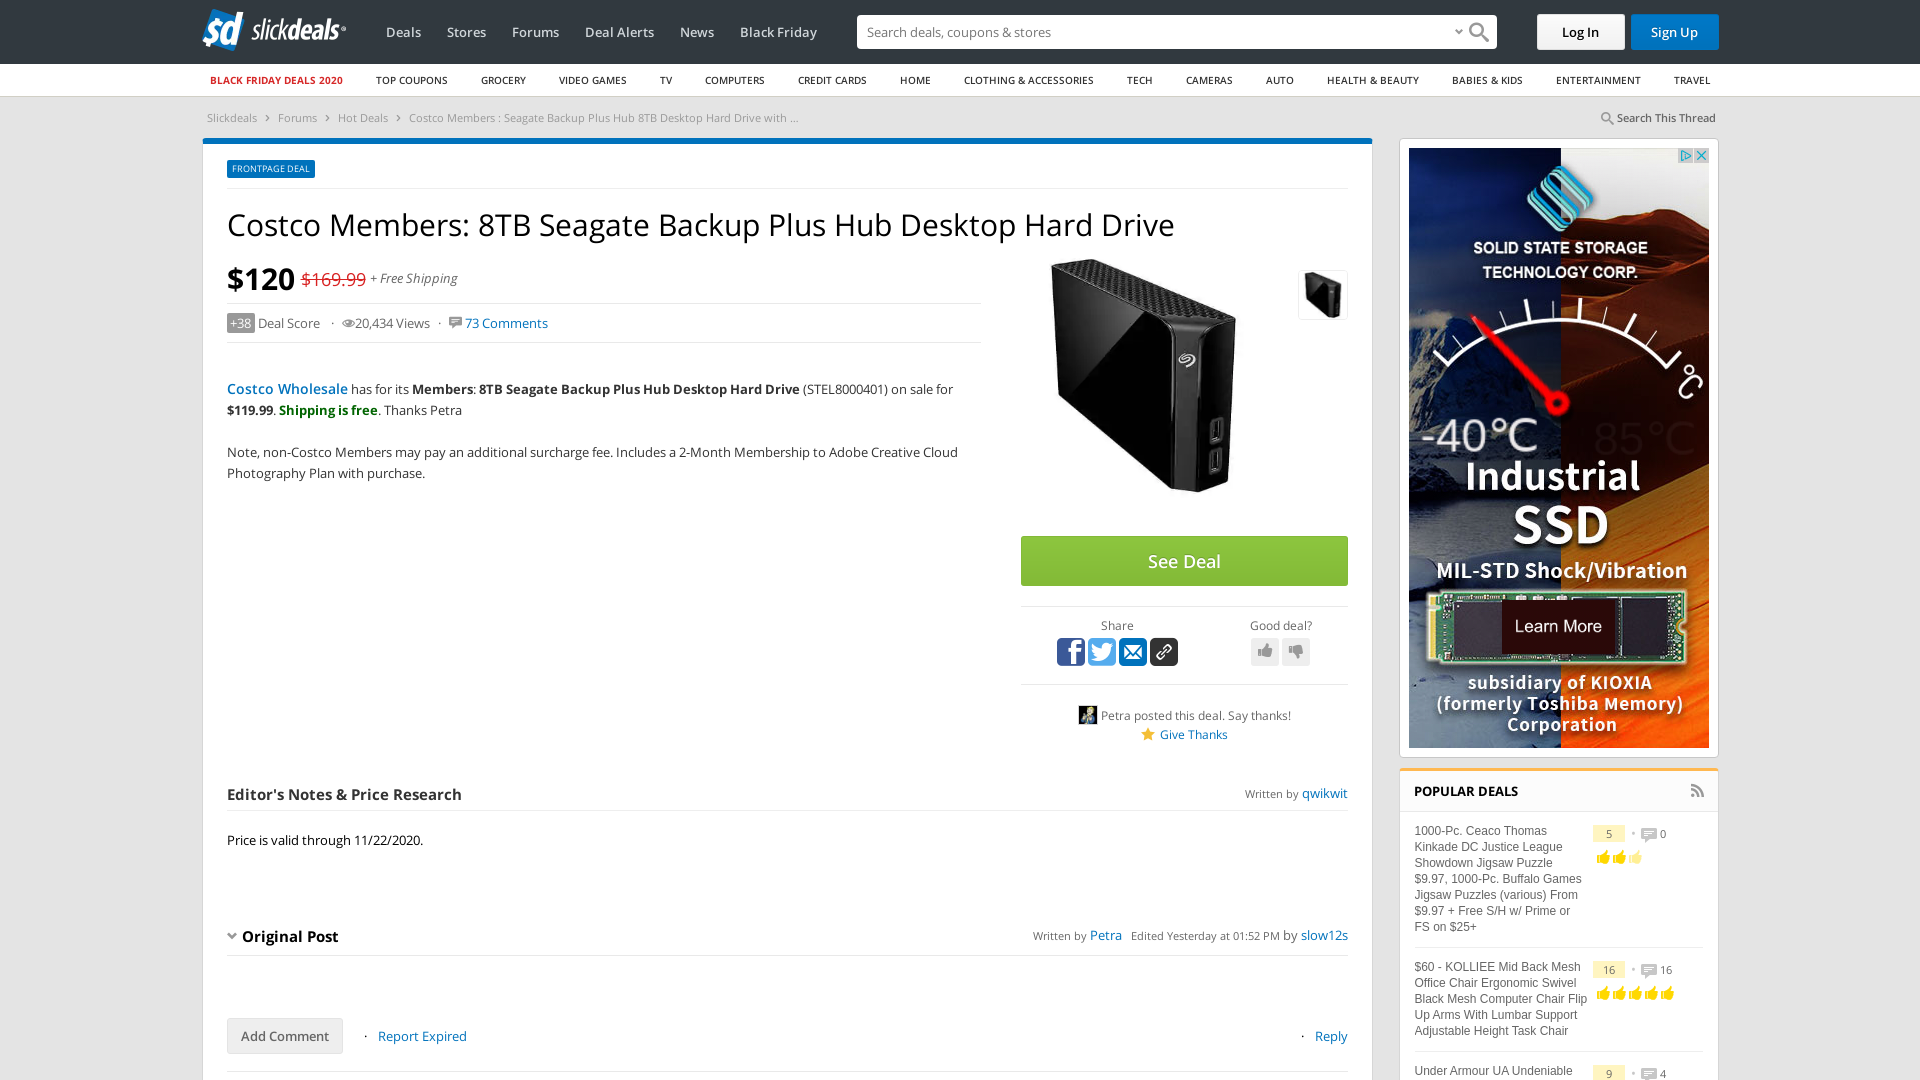 slickdeals
Deals
Stores
Forums
Deal Alerts
News
Black Friday
Search deals, coupons & stores
Log In
Sign Up
BLACK FRIDAY DEALS 2020
TOP COUPONS
GROCERY
VIDEO GAMES
TV
COMPUTERS
CREDIT CARDS
HOME
CLOTHING & ACCESSORIES
TECH
CAMERAS
AUTO
HEALTH & BEAUTY
BABIES & KIDS
ENTERTAINMENT
TRAVEL
Slickdeals > Forums > Hot Deals > Costco Members : Seagate Backup Plus Hub 8TB Desktop Hard Drive with ...
Search This Thread
FRONTPAGE DEAL
Costco Members: 8TB Seagate Backup Plus Hub Desktop Hard Drive
$120 $169.99 + Free Shipping
+38 Deal Score · 20,434 Views · 73 Comments
Costco Wholesale has for its Members: 8TB Seagate Backup Plus Hub Desktop Hard Drive (STEL8000401) on sale for
$119.99. Shipping is free. Thanks Petra
Note, non-Costco Members may pay an additional surcharge fee. Includes a 2-Month Membership to Adobe Creative Cloud
Photography Plan with purchase.
See Deal
Share
Good deal?
Petra posted this deal. Say thanks!
Give Thanks
Editor's Notes & Price Research
Written by qwikwit
Price is valid through 11/22/2020.
Original Post
Written by Petra Edited Yesterday at 01:52 PM by slow12s
Add Comment
· Report Expired
· Reply
SOLID STATE STORAGE
TECHNOLOGY CORP.
°C
-40°C
85°C
Industrial
SSD
MIL-STD Shock/Vibration
Learn More
subsidiary of KIOXIA
(formerly Toshiba Memory)
Corporation
POPULAR DEALS
1000-Pc. Ceaco Thomas
Kinkade DC Justice League
Showdown Jigsaw Puzzle
$9.97, 1000-Pc. Buffalo Games
Jigsaw Puzzles (various) From
$9.97 + Free S/H w/ Prime or
FS on $25+
5 • 0
$60 - KOLLIEE Mid Back Mesh
Office Chair Ergonomic Swivel
Black Mesh Computer Chair Flip
Up Arms With Lumbar Support
Adjustable Height Task Chair
16 • 16
Under Armour UA Undeniable
9 • 4